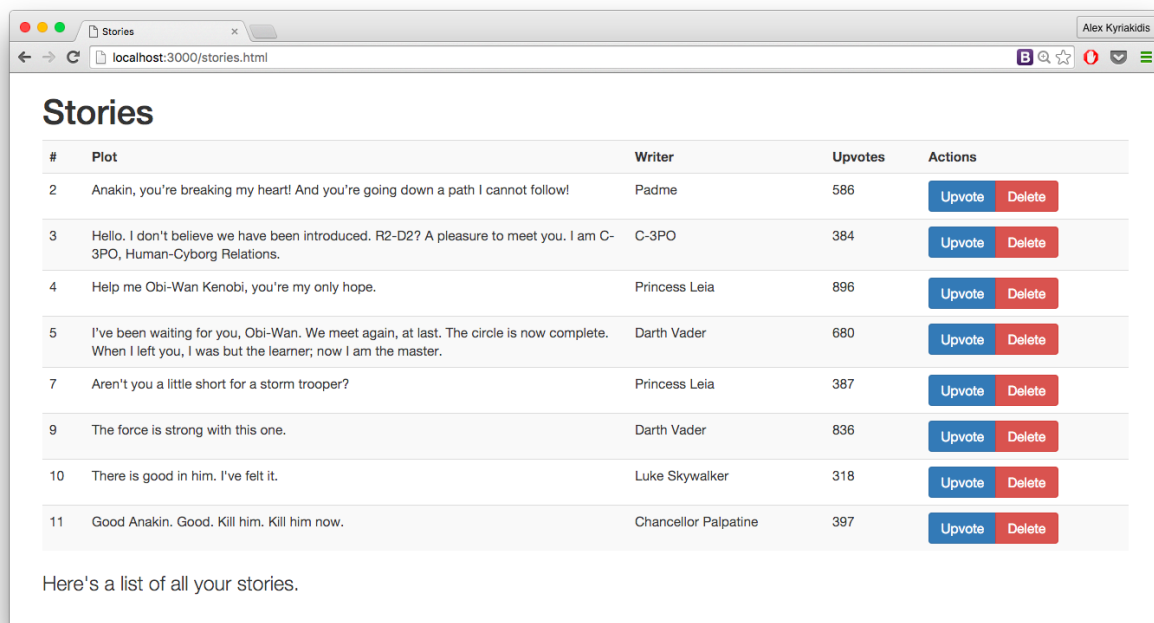 Stories
Alex Kyriakidis
localhost:3000/stories.html
B
Stories
# Plot Writer Upvotes Actions
2 Anakin, you're breaking my heart! And you're going down a path I cannot follow! Padme 586 Upvote Delete
3 Hello. I don't believe we have been introduced. R2-D2? A pleasure to meet you. I am C- C-3PO 384 Upvote Delete
3PO, Human-Cyborg Relations.
4 Help me Obi-Wan Kenobi, you're my only hope. Princess Leia 896 Upvote Delete
5 I've been waiting for you, Obi-Wan. We meet again, at last. The circle is now complete. Darth Vader 680 Upvote Delete
When I left you, I was but the learner; now I am the master.
7 Aren't you a little short for a storm trooper? Princess Leia 387 Upvote Delete
9 The force is strong with this one. Darth Vader 836 Upvote Delete
10 There is good in him. I've felt it. Luke Skywalker 318 Upvote Delete
11 Good Anakin. Good. Kill him. Kill him now. Chancellor Palpatine 397 Upvote Delete
Here's a list of all your stories.